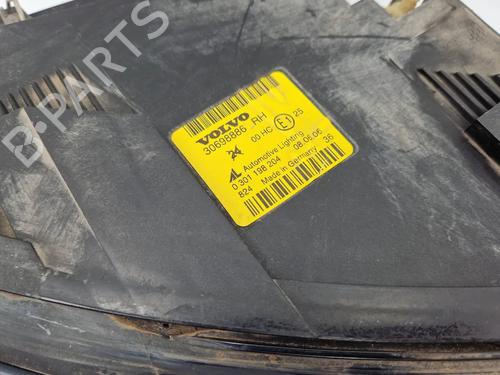 B-PARTS
VOLVO
30698886 RH
00 HC E1 25
Automotive Lighting
0 301 198 204 08.06.06
824 Made in Germany 36